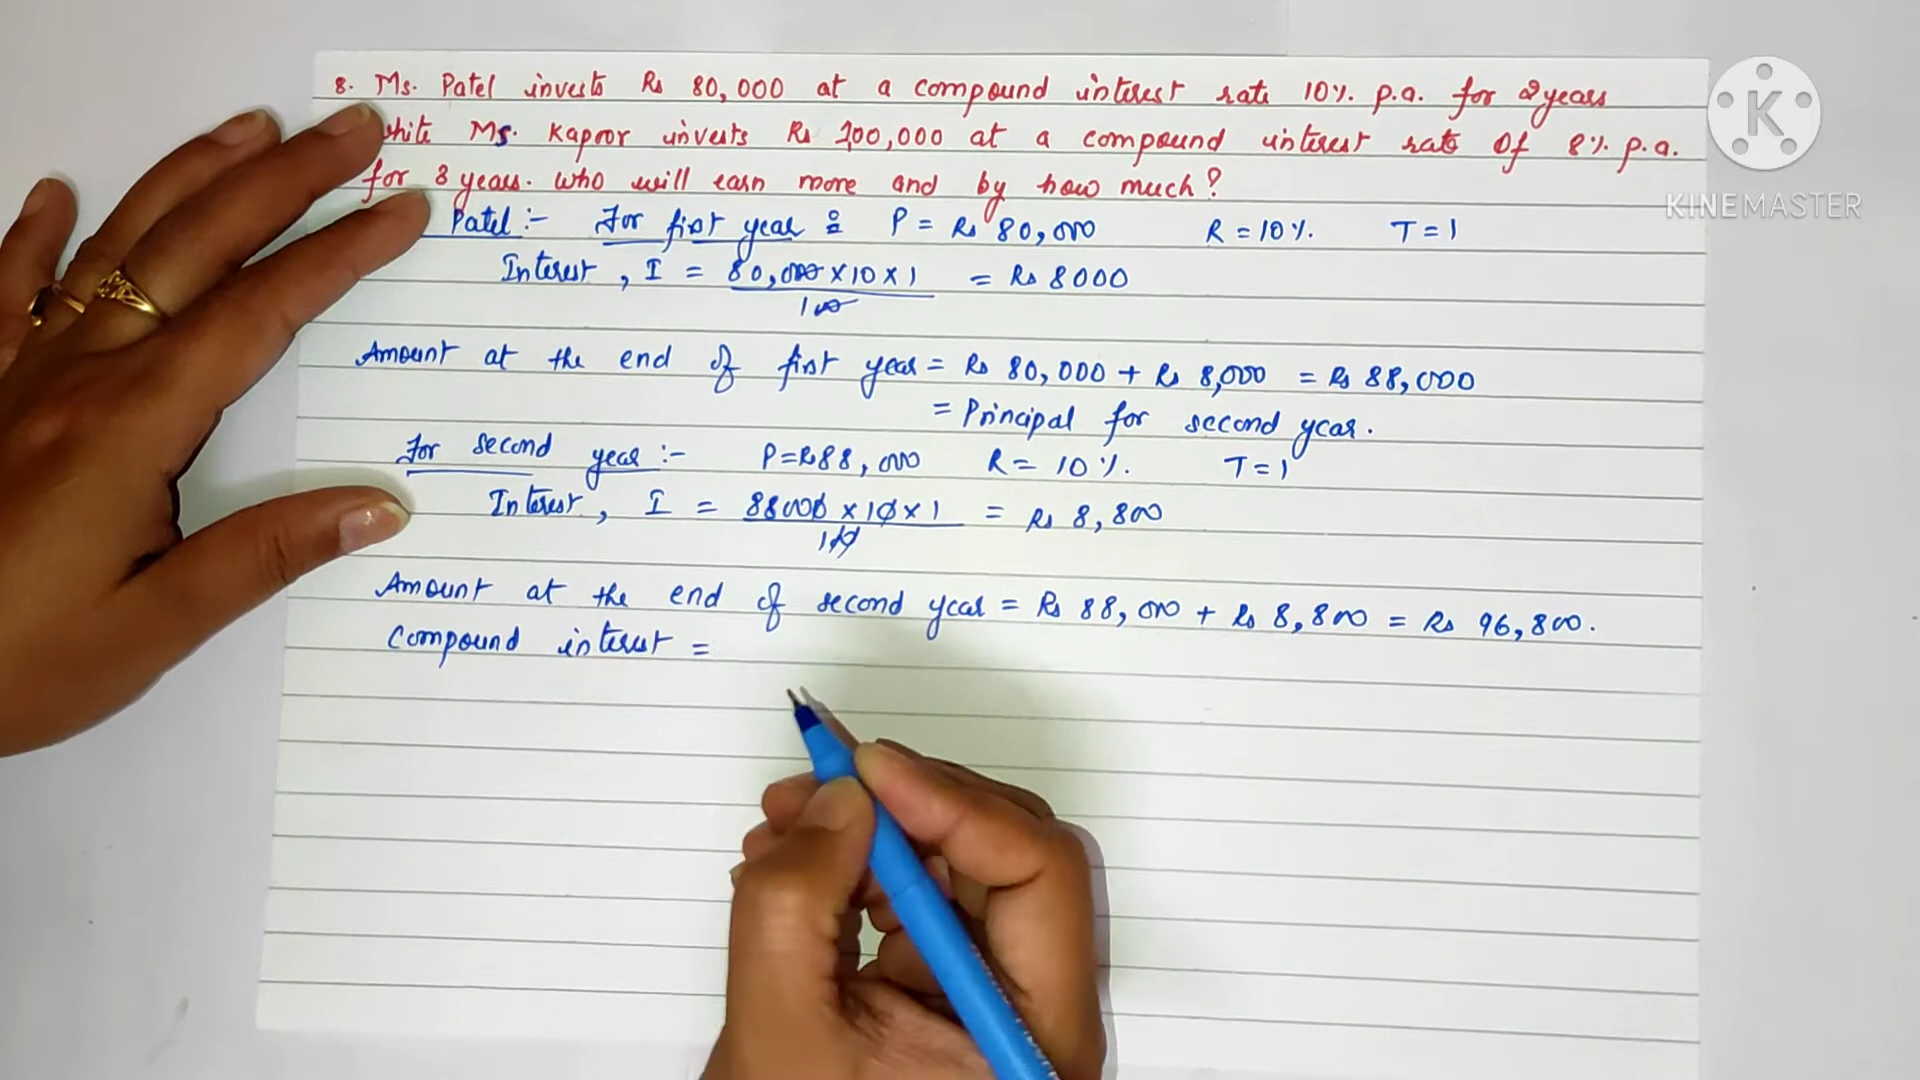 8. Ms. Patel invests Rs 80,000 at a compound interest rate 10%. p.a. for 2 years
while Ms. Kapoor invests Rs 100,000 at a compound interest rate of 8%. p.a.
for 3 years. Who will earn more and by how much?
Patel :- For first year : P = Rs 80,000 R = 10%. T = 1
Interest, I = 80,000 × 10 × 1 = Rs 8000
100
Amount at the end of first year = Rs 80,000 + Rs 8,000 = Rs 88,000
= Principal for second year.
For second year :- P = Rs 88,000 R = 10%. T = 1
Interest, I = 88000 × 10 × 1 = Rs 8,800
100
Amount at the end of second year = Rs 88,000 + Rs 8,800 = Rs 96,800.
Compound interest =
K
KINEMASTER